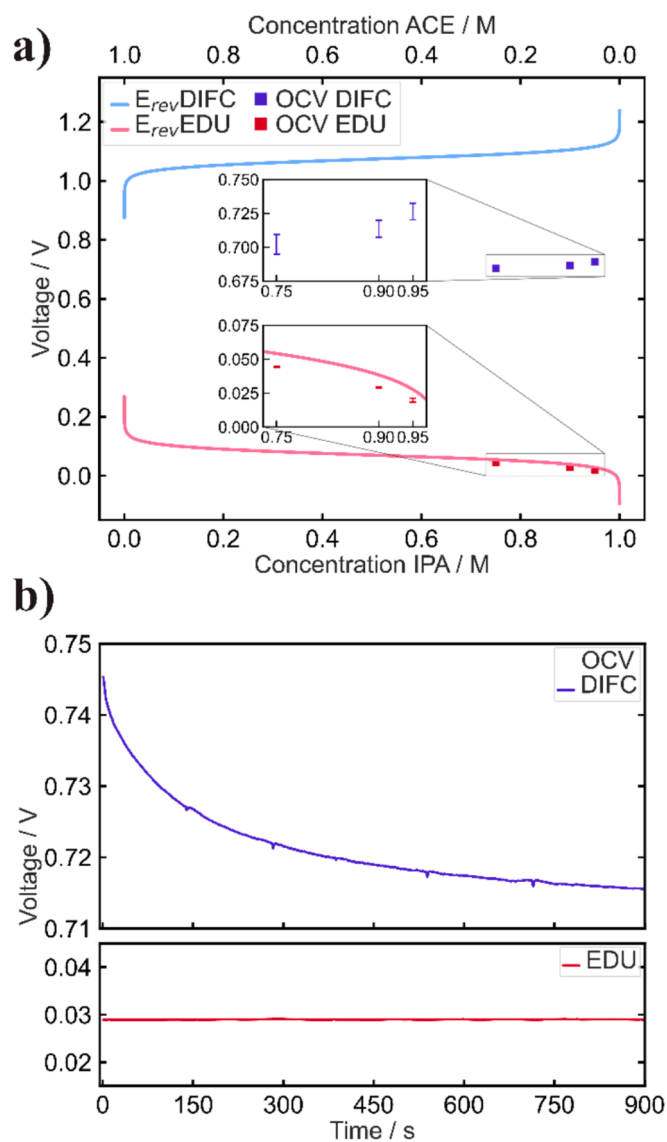 a)
Concentration ACE / M
1.0 0.8 0.6 0.4 0.2 0.0
ErevDIFC OCV DIFC
ErevEDU OCV EDU
Voltage / V
1.2
1.0
0.8
0.6
0.4
0.2
0.0
0.750
0.725
0.700
0.675
0.75 0.90 0.95
0.075
0.050
0.025
0.000
0.75 0.90 0.95
0.0 0.2 0.4 0.6 0.8 1.0
Concentration IPA / M
b)
Voltage / V
0.75
0.74
0.73
0.72
0.71
OCV
DIFC
0.04
0.03
0.02
EDU
0 150 300 450 600 750 900
Time / s